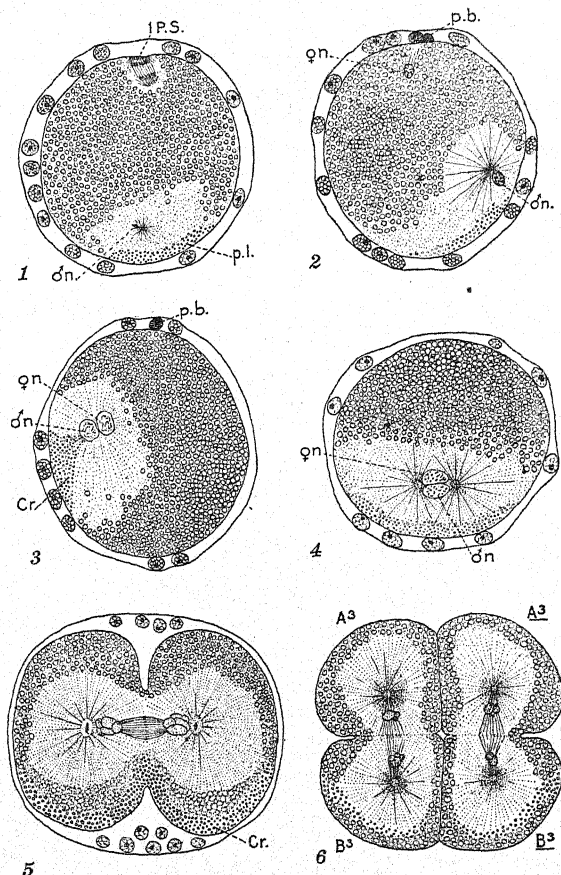 1 P.S.
♂n.
p.l.
1
p.b.
♀n.
♂n.
2
p.b.
♀n.
♂n.
Cr.
3
♀n.
♂n
4
Cr.
5
A³ A³
B³ B³
6